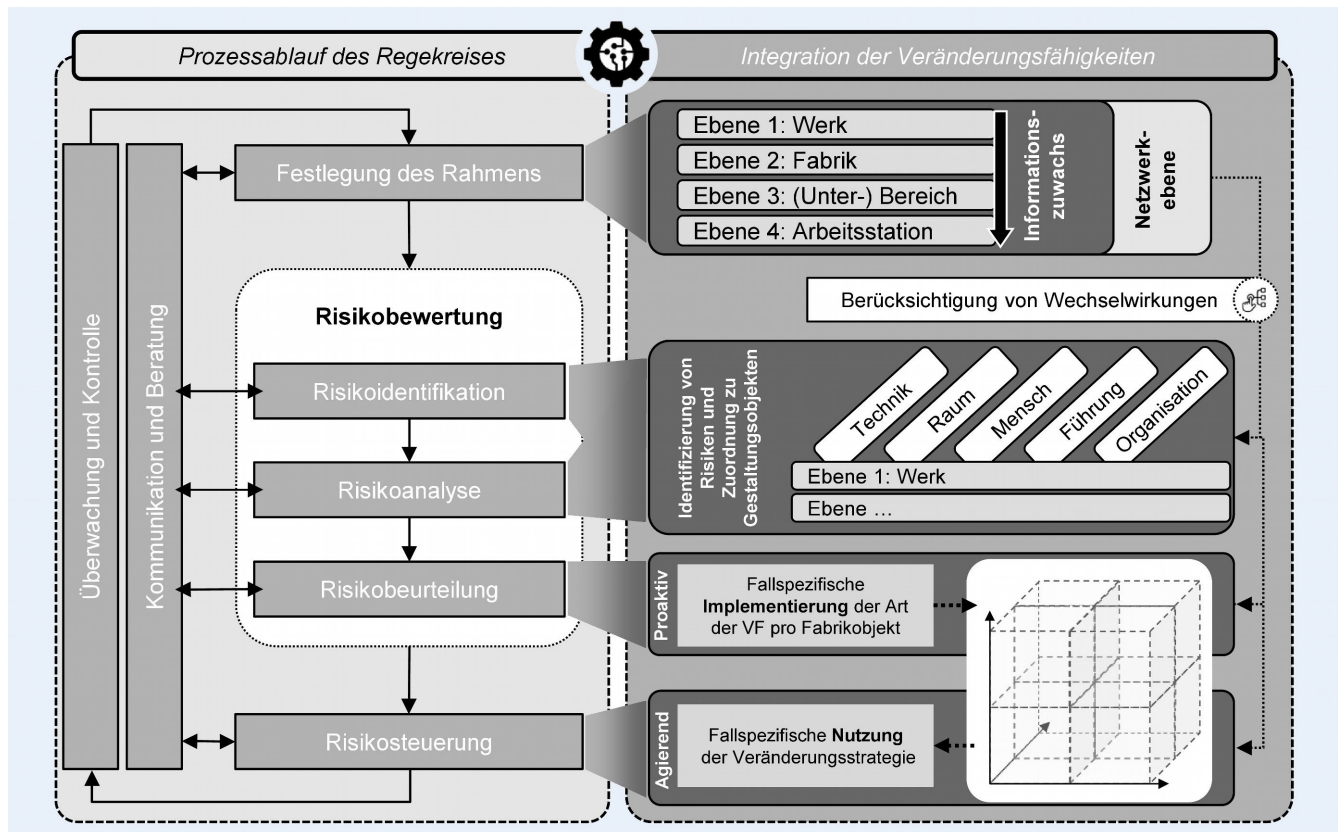 Prozessablauf des Regekreises
Integration der Veränderungsfähigkeiten
Überwachung und Kontrolle
Kommunikation und Beratung
Festlegung des Rahmens
Risikobewertung
Risikoidentifikation
Risikoanalyse
Risikobeurteilung
Risikosteuerung
Ebene 1: Werk
Ebene 2: Fabrik
Ebene 3: (Unter-) Bereich
Ebene 4: Arbeitsstation
Informations-
zuwachs
Netzwerk-
ebene
Berücksichtigung von Wechselwirkungen
Identifizierung von
Risiken und
Zuordnung zu
Gestaltungsobjekten
Technik
Raum
Mensch
Führung
Organisation
Ebene 1: Werk
Ebene ...
Proaktiv
Fallspezifische
Implementierung der Art
der VF pro Fabrikobjekt
Agierend
Fallspezifische Nutzung
der Veränderungsstrategie